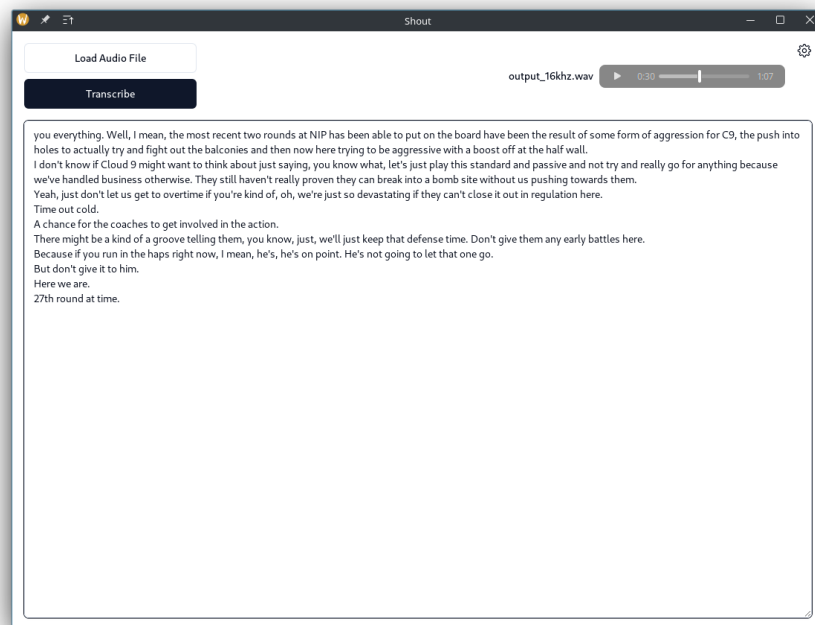 Shout
Load Audio File
Transcribe
output_16khz.wav
0:30
1:07
you everything. Well, I mean, the most recent two rounds at NIP has been able to put on the board have been the result of some form of aggression for C9, the push into
holes to actually try and fight out the balconies and then now here trying to be aggressive with a boost off at the half wall.
I don't know if Cloud 9 might want to think about just saying, you know what, let's just play this standard and passive and not try and really go for anything because
we've handled business otherwise. They still haven't really proven they can break into a bomb site without us pushing towards them.
Yeah, just don't let us get to overtime if you're kind of, oh, we're just so devastating if they can't close it out in regulation here.
Time out cold.
A chance for the coaches to get involved in the action.
There might be a kind of a groove telling them, you know, just, we'll just keep that defense time. Don't give them any early battles here.
Because if you run in the haps right now, I mean, he's, he's on point. He's not going to let that one go.
But don't give it to him.
Here we are.
27th round at time.